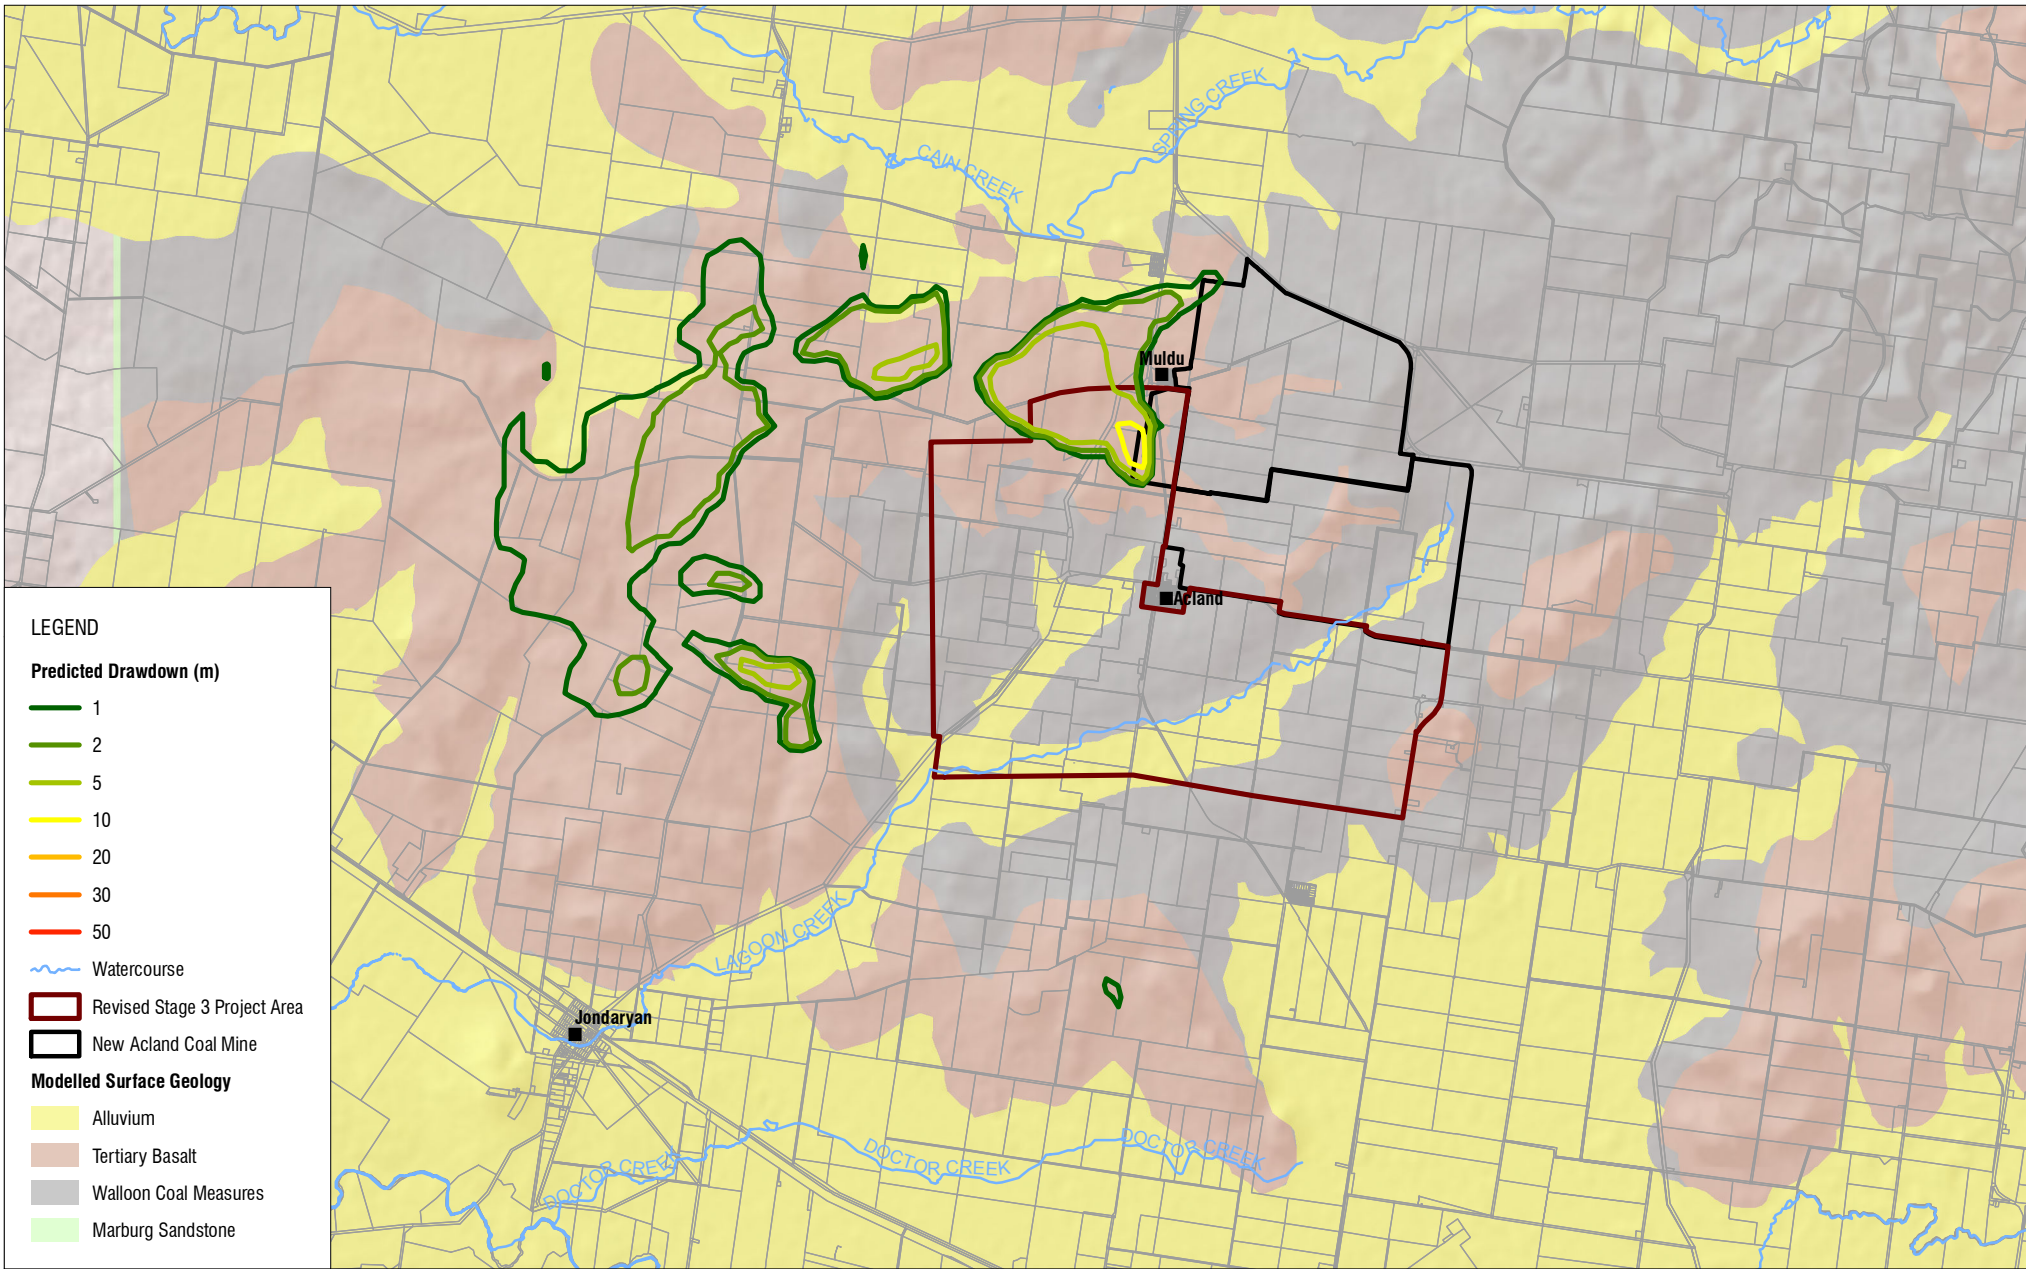 SPRING CREEK
CAIN CREEK
Muldu
Acland
LEGEND
Predicted Drawdown (m)
1
2
5
10
20
30
50
Watercourse
Revised Stage 3 Project Area
New Acland Coal Mine
Modelled Surface Geology
Alluvium
Tertiary Basalt
Walloon Coal Measures
Marburg Sandstone
LAGOON CREEK
Jondaryan
DOCTOR CREEK
DOCTOR CREEK
DOCTOR CREEK